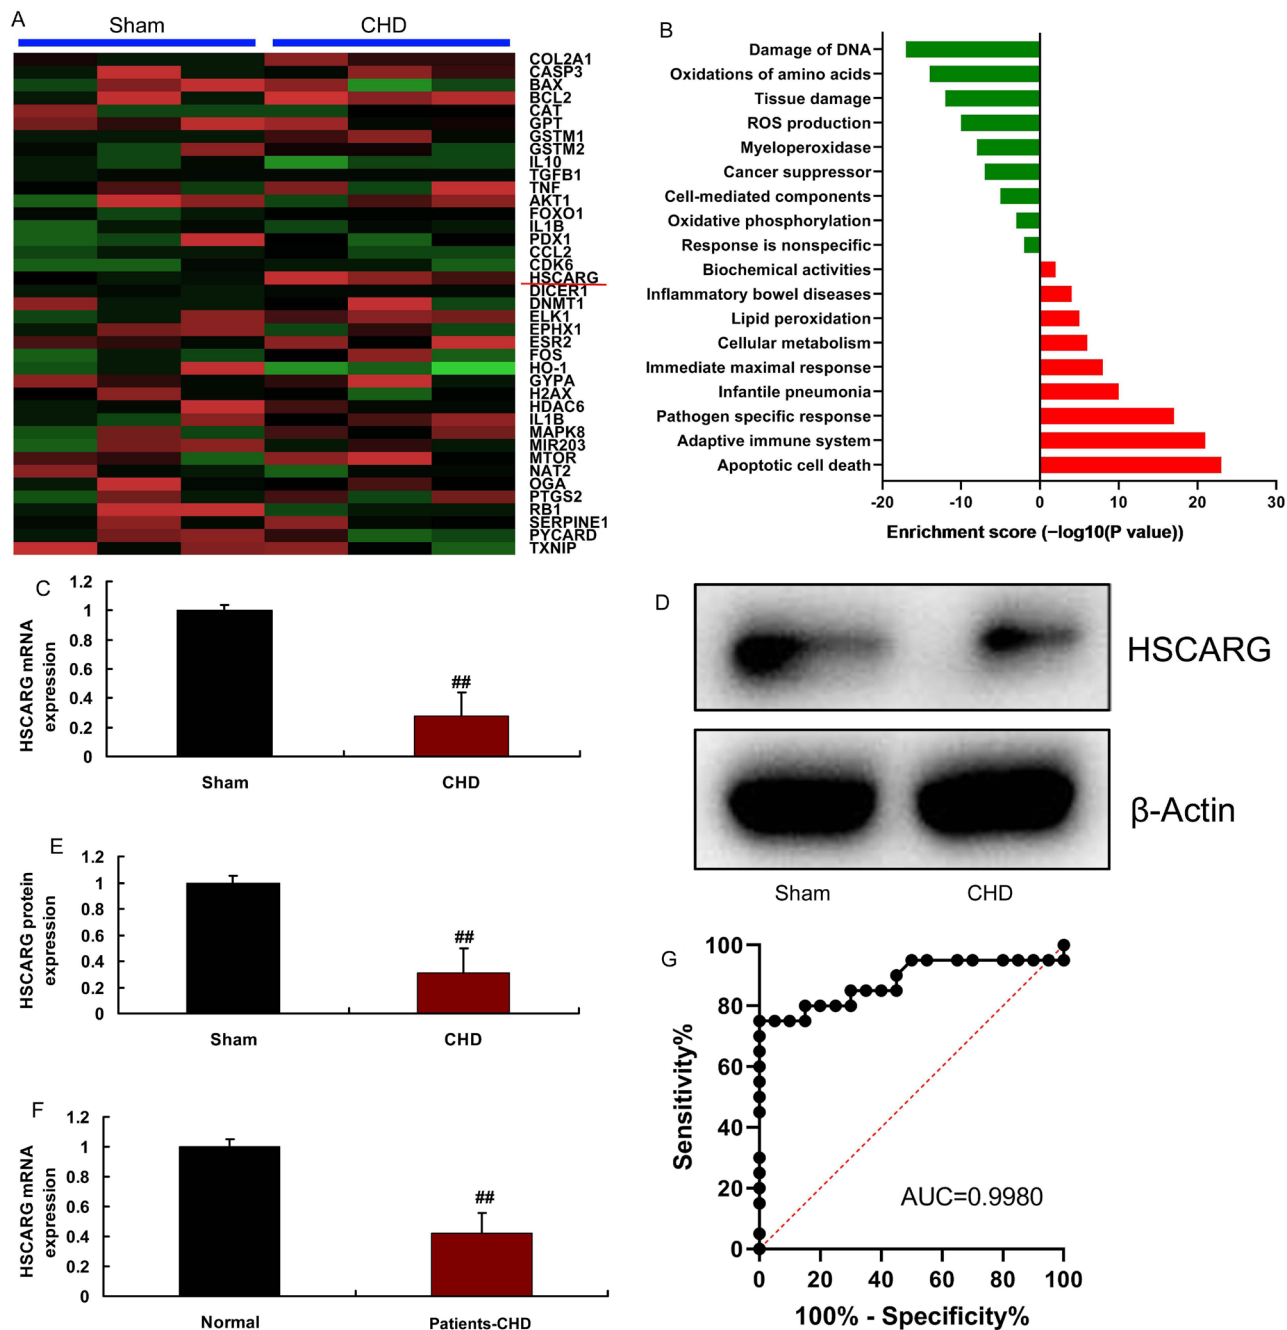 A
Sham
CHD
COL2A1
CASP3
BAX
BCL2
CAT
GPT
GSTM1
GSTM2
IL10
TGFB1
TNF
AKT1
FOXO1
IL1B
PDX1
CCL2
CDK6
HSCARG
DICER1
DNMT1
ELK1
EPHX1
ESR2
FOS
HO-1
GYPA
H2AX
HDAC6
IL1B
MAPK8
MIR203
MTOR
NAT2
OGA
PTGS2
RB1
SERPINE1
PYCARD
TXNIP
B
Damage of DNA
Oxidations of amino acids
Tissue damage
ROS production
Myeloperoxidase
Cancer suppressor
Cell-mediated components
Oxidative phosphorylation
Response is nonspecific
Biochemical activities
Inflammatory bowel diseases
Lipid peroxidation
Cellular metabolism
Immediate maximal response
Infantile pneumonia
Pathogen specific response
Adaptive immune system
Apoptotic cell death
-20 -10 0 10 20 30
Enrichment score (−log10(P value))
C
HSCARG mRNA
expression
1.2
1
0.8
0.6
0.4
0.2
0
##
Sham CHD
D
HSCARG
β-Actin
Sham CHD
E
HSCARG protein
expression
1.2
1
0.8
0.6
0.4
0.2
0
##
Sham CHD
F
HSCARG mRNA
expression
1.2
1
0.8
0.6
0.4
0.2
0
##
Normal Patients-CHD
G
Sensitivity%
100
80
60
40
20
0
AUC=0.9980
0 20 40 60 80 100
100% - Specificity%